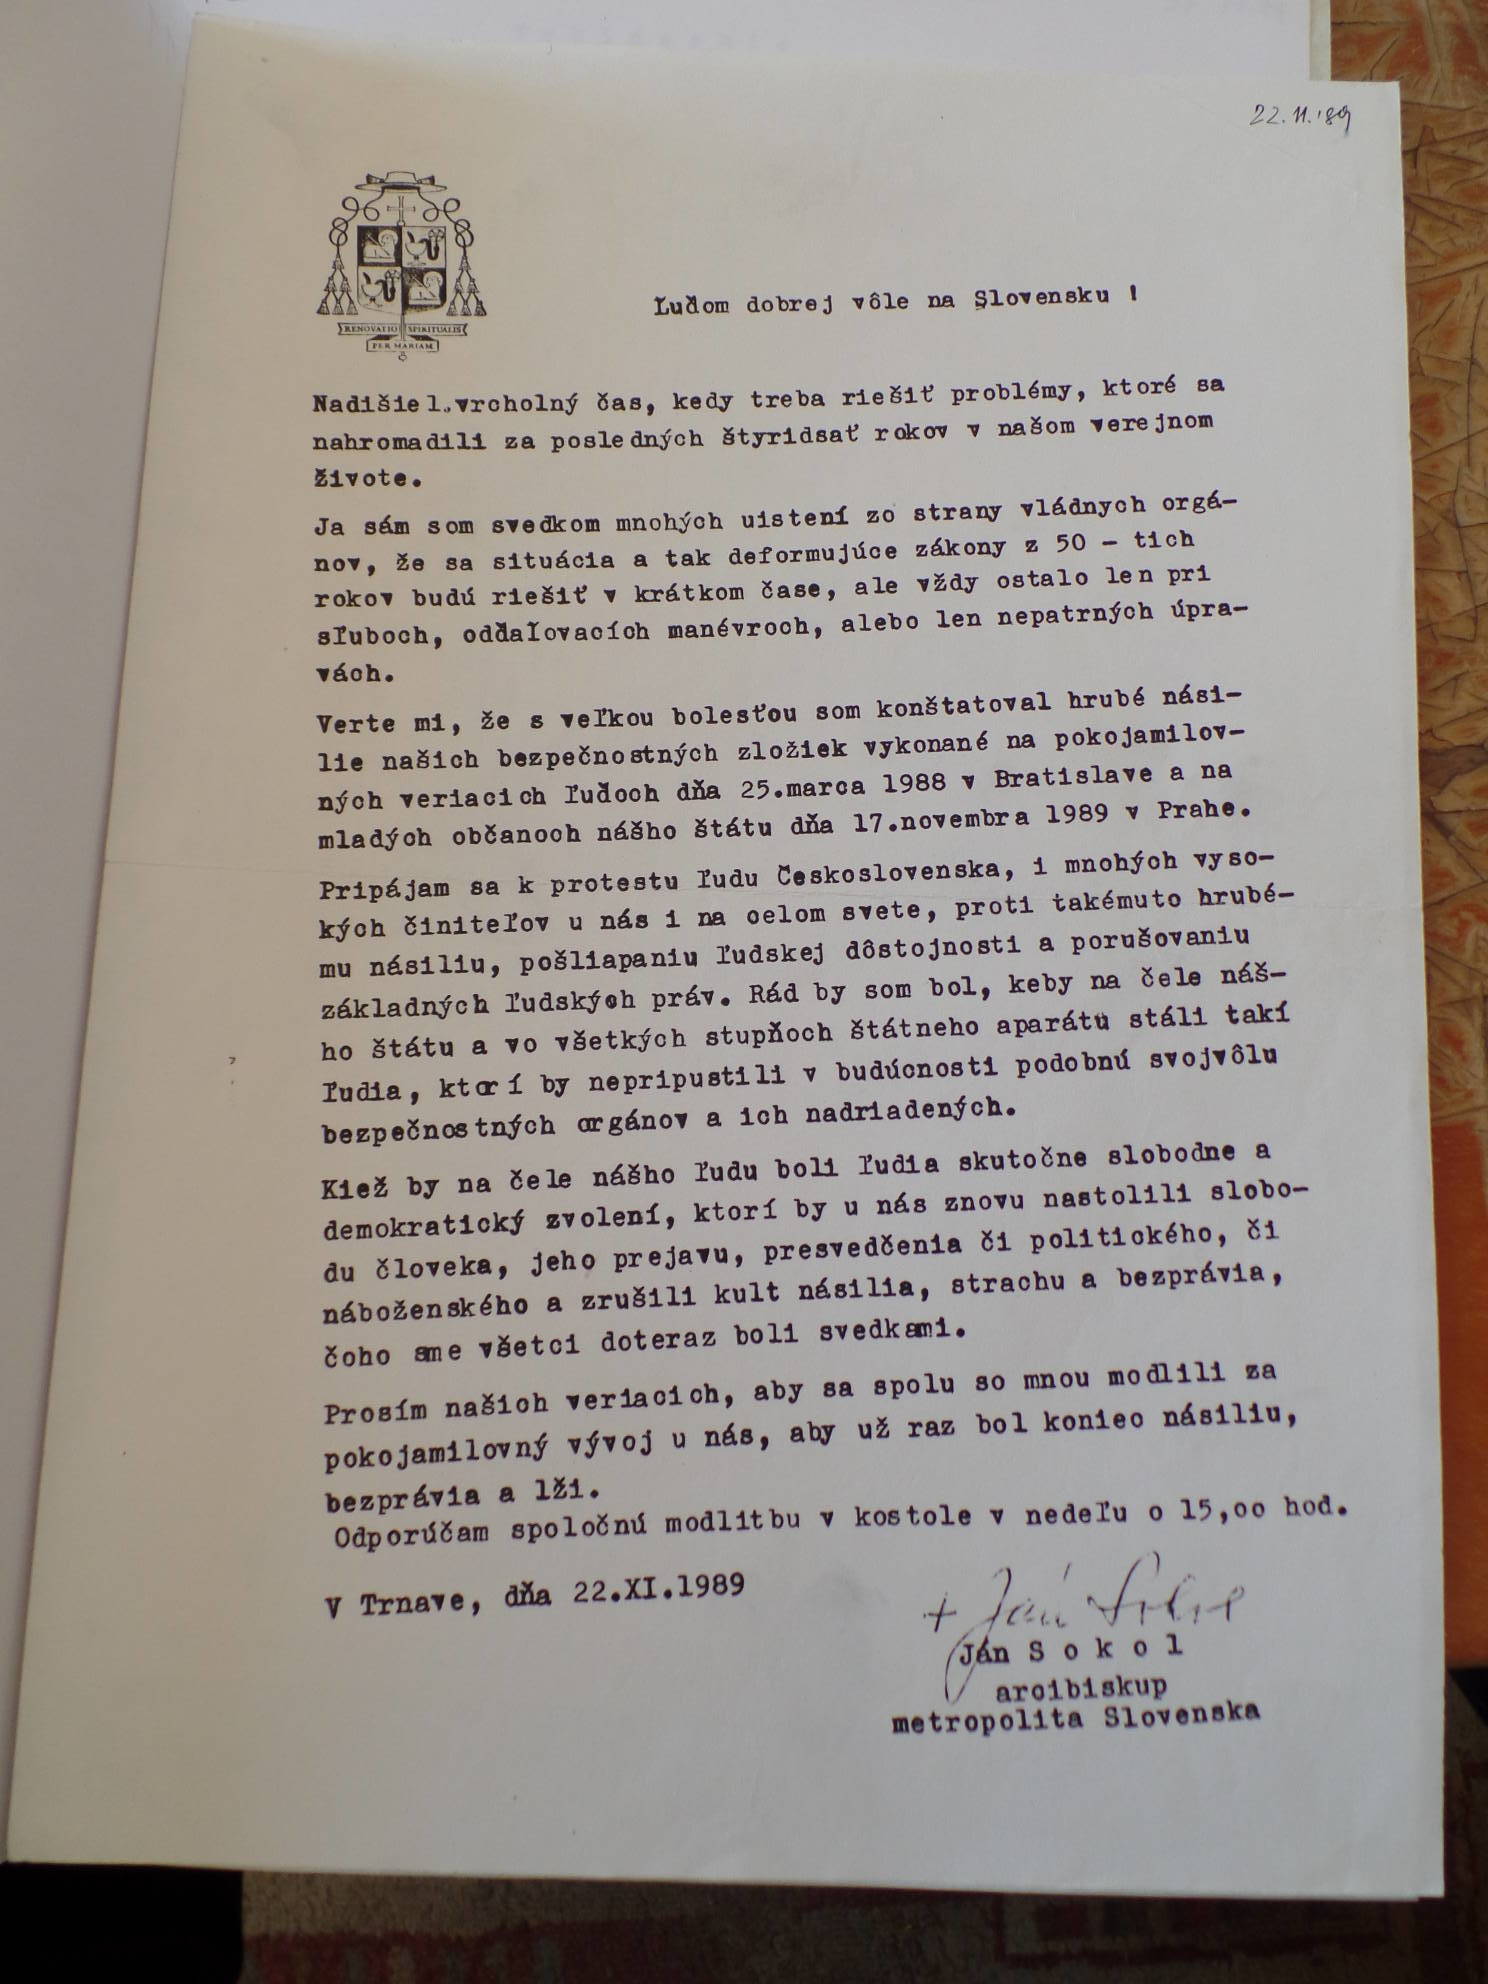 22.11.'89
RENOVATIO SPIRITUALIS
PER MARIAM
Ľuďom dobrej vôle na Slovensku !
Nadišiel vrcholný čas, kedy treba riešiť problémy, ktoré sa
nahromadili za posledných štyridsať rokov v našom verejnom
živote.
Ja sám som svedkom mnohých uistení zo strany vládnych orgá-
nov, že sa situácia a tak deformujúce zákony z 50 - tich
rokov budú riešiť v krátkom čase, ale vždy ostalo len pri
sľuboch, odďaľovacích manévroch, alebo len nepatrných úpra-
vách.
Verte mi, že s veľkou bolesťou som konštatoval hrubé nási-
lie našich bezpečnostných zložiek vykonané na pokojamilov-
ných veriacich ľuďoch dňa 25.marca 1988 v Bratislave a na
mladých občanoch nášho štátu dňa 17.novembra 1989 v Prahe.
Pripájam sa k protestu ľudu Československa, i mnohých vyso-
kých činiteľov u nás i na celom svete, proti takémuto hrubé-
mu násiliu, pošliapaniu ľudskej dôstojnosti a porušovaniu
základných ľudských práv. Rád by som bol, keby na čele náš-
ho štátu a vo všetkých stupňoch štátneho aparátu stáli takí
ľudia, ktorí by nepripustili v budúcnosti podobnú svojvôlu
bezpečnostných orgánov a ich nadriadených.
Kiež by na čele nášho ľudu boli ľudia skutočne slobodne a
demokratický zvolení, ktorí by u nás znovu nastolili slobo-
du človeka, jeho prejavu, presvedčenia či politického, či
náboženského a zrušili kult násilia, strachu a bezprávia,
čoho sme všetci doteraz boli svedkami.
Prosím našich veriacich, aby sa spolu so mnou modlili za
pokojamilovný vývoj u nás, aby už raz bol koniec násiliu,
bezprávia a lži.
Odporúčam spoločnú modlitbu v kostole v nedeľu o 15,00 hod.
V Trnave, dňa 22.XI.1989
+ Ján Sokol
Ján S o k o l
arcibiskup
metropolita Slovenska